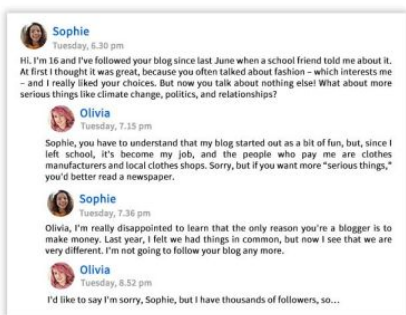 Sophie
Tuesday, 6.30 pm
Hi. I'm 16 and I've followed your blog since last June when a school friend told me about it.
At first I thought it was great, because you often talked about fashion – which interests me
– and I really liked your choices. But now you talk about nothing else! What about more
serious things like climate change, politics, and relationships?
Olivia
Tuesday, 7.15 pm
Sophie, you have to understand that my blog started out as a bit of fun, but, since I
left school, it's become my job, and the people who pay me are clothes
manufacturers and local clothes shops. Sorry, but if you want more "serious things,"
you'd better read a newspaper.
Sophie
Tuesday, 7.36 pm
Olivia, I'm really disappointed to learn that the only reason you're a blogger is to
make money. Last year, I felt we had things in common, but now I see that we are
very different. I'm not going to follow your blog any more.
Olivia
Tuesday, 8.52 pm
I'd like to say I'm sorry, Sophie, but I have thousands of followers, so...